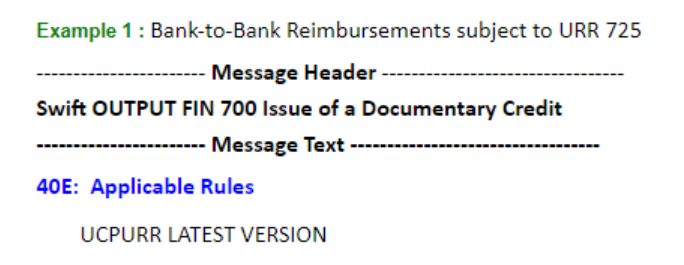 Example 1 : Bank-to-Bank Reimbursements subject to URR 725
----------------------- Message Header ---------------------------------
Swift OUTPUT FIN 700 Issue of a Documentary Credit
----------------------- Message Text ----------------------------------
40E: Applicable Rules
UCPURR LATEST VERSION